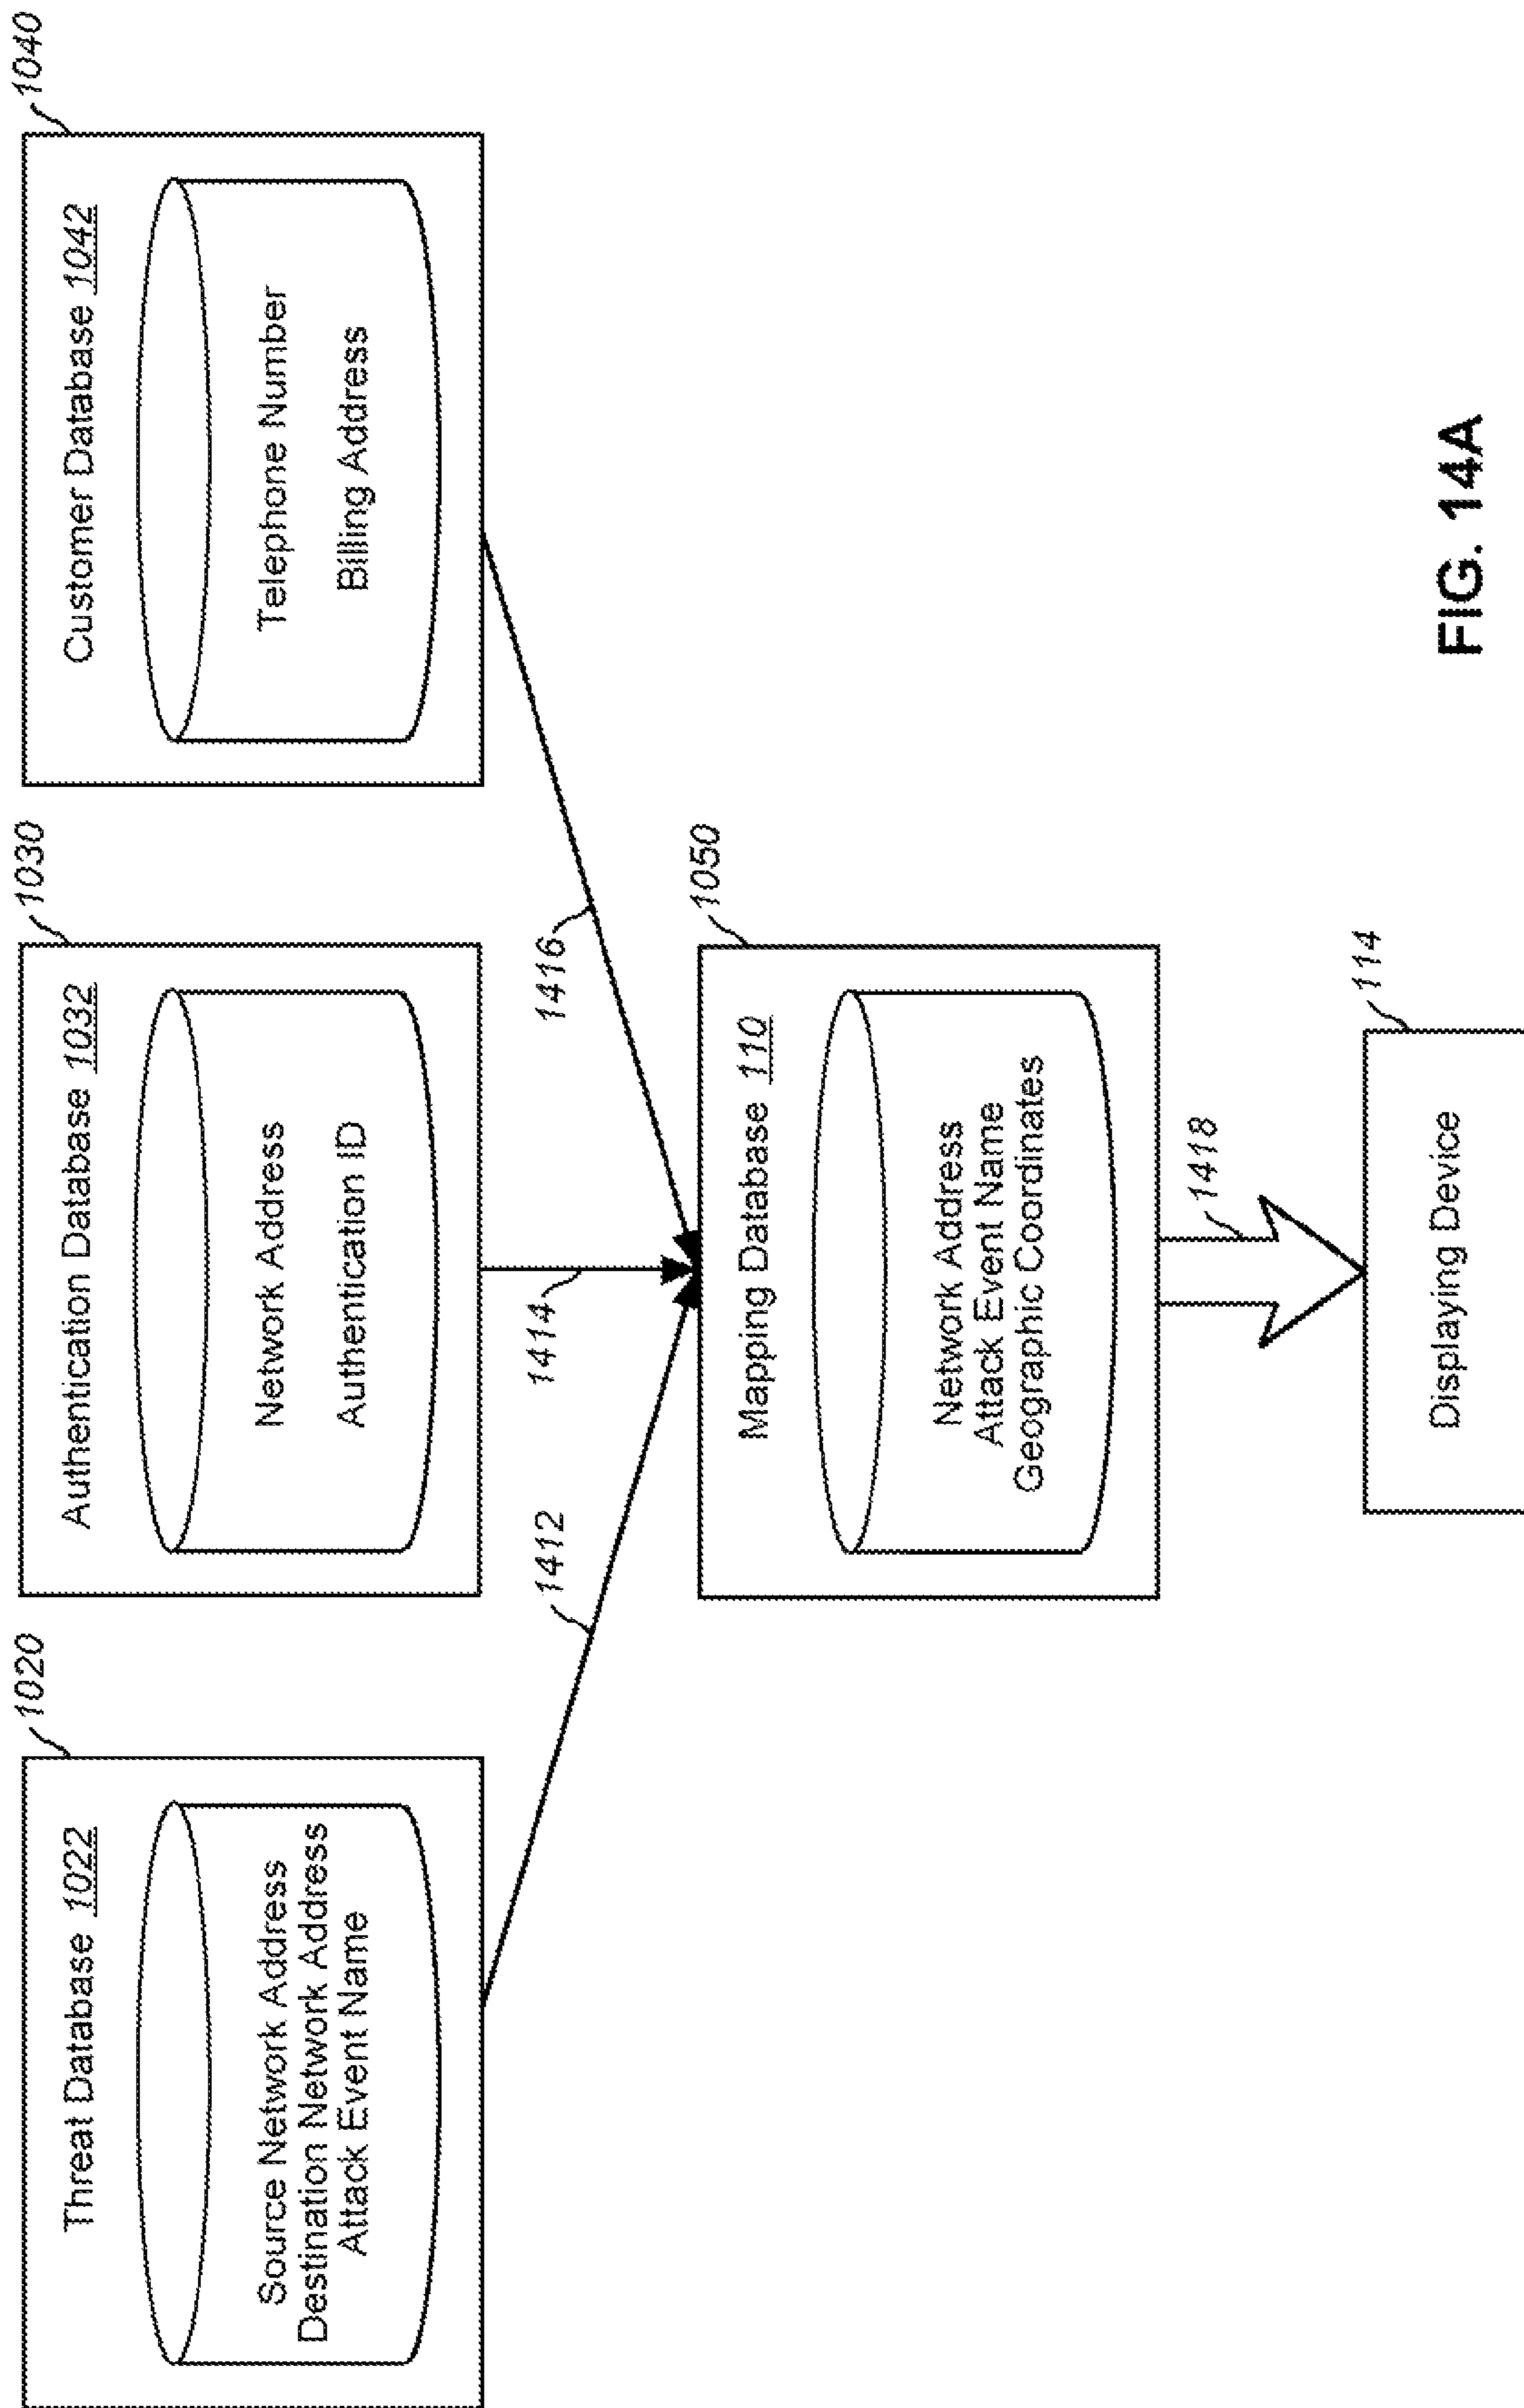 1020
Threat Database 1022
Source Network Address
Destination Network Address
Attack Event Name
1030
Authentication Database 1032
Network Address
Authentication ID
1040
Customer Database 1042
Telephone Number
Billing Address
1412
1414
1416
1050
Mapping Database 110
Network Address
Attack Event Name
Geographic Coordinates
1418
114
Displaying Device
FIG. 14A